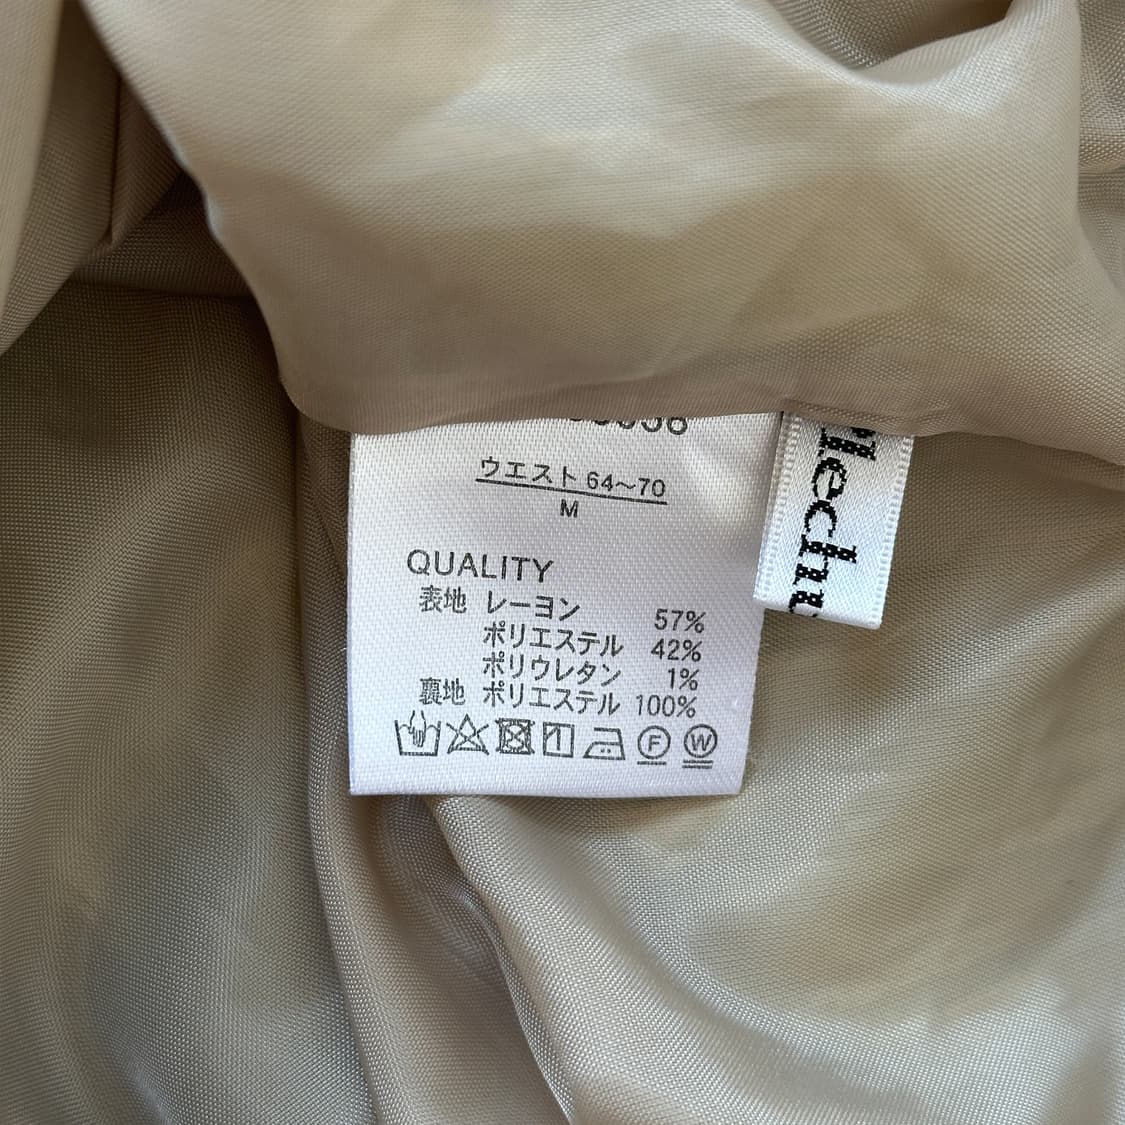 ウエスト 64～70
M
QUALITY
表地 レーヨン 57%
ポリエステル 42%
ポリウレタン 1%
裏地 ポリエステル 100%
F W